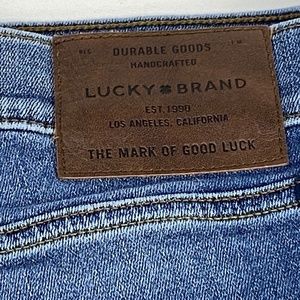 DURABLE GOODS
HANDCRAFTED
LUCKY BRAND
EST. 1990
LOS ANGELES, CALIFORNIA
THE MARK OF GOOD LUCK